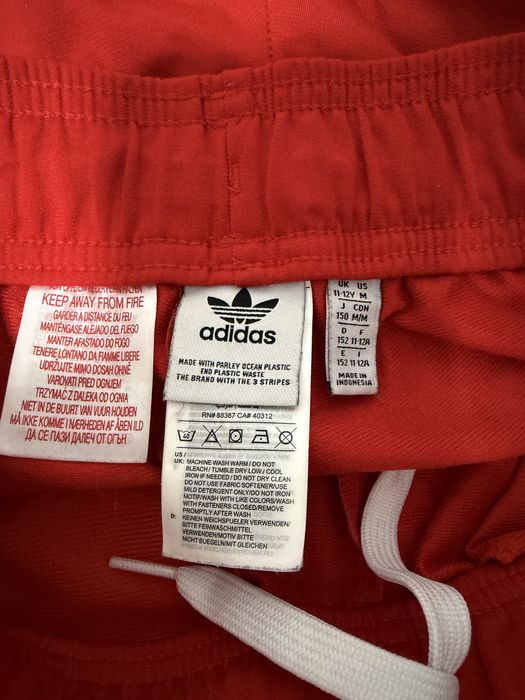 KEEP AWAY FROM FIRE
GARDER A DISTANCE DU FEU
MANTÉNGASE ALEJADO DEL FUEGO
MANTER AFASTADO DO FOGO
TENERE LONTANO DA FIAMME LIBERE
UDRŽUJTE MIMO DOSAH OHNĚ
VAROVATI PRED OGNJEM
TRZYMAĆ Z DALEKA OD OGNIA
NIET IN DE BUURT VAN VUUR HOUDEN
MÅ IKKE KOMME I NÆRHEDEN AF ÅBEN ILD
ДА СЕ ПАЗИ ДАЛЕЧ ОТ ОГЪН
adidas
MADE WITH PARLEY OCEAN PLASTIC
END PLASTIC WASTE
THE BRAND WITH THE 3 STRIPES
RN# 88387 CA# 40312
US /
UK: MACHINE WASH WARM / DO NOT
BLEACH / TUMBLE DRY LOW / COOL
IRON IF NEEDED / DO NOT DRY CLEAN
DO NOT USE FABRIC SOFTENER/USE
MILD DETERGENT ONLY/DO NOT IRON
MOTIF/WASH WITH LIKE COLORS/WASH
WITH FASTENERS CLOSED/REMOVE
PROMPTLY AFTER WASH
D: KEINEN WEICHSPUELER VERWENDEN/
BITTE FEINWASCHMITTEL
VERWENDEN/MOTIV BITTE
NICHT BUEGELN/MIT GLEICHEN
UK US
11-12Y M
J CDN
150 M/M
D F
152 11-12A
E I
152 11-12A
MADE IN
INDONESIA